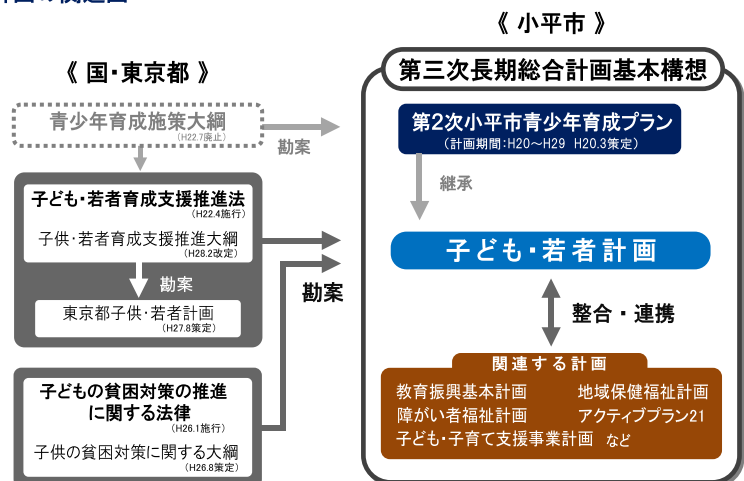 《 国・東京都 》
青少年育成施策大綱
(H22.7廃止)
勘案
子ども・若者育成支援推進法
(H22.4施行)
子供・若者育成支援推進大綱
(H28.2改定)
勘案
東京都子供・若者計画
(H27.8策定)
勘案
子どもの貧困対策の推進
に関する法律
(H26.1施行)
子供の貧困対策に関する大綱
(H26.8策定)
《 小平市 》
第三次長期総合計画基本構想
第2次小平市青少年育成プラン
(計画期間:H20～H29 H20.3策定)
継承
子ども・若者計画
整合・連携
関連する計画
教育振興基本計画 地域保健福祉計画
障がい者福祉計画 アクティブプラン21
子ども・子育て支援事業計画 など